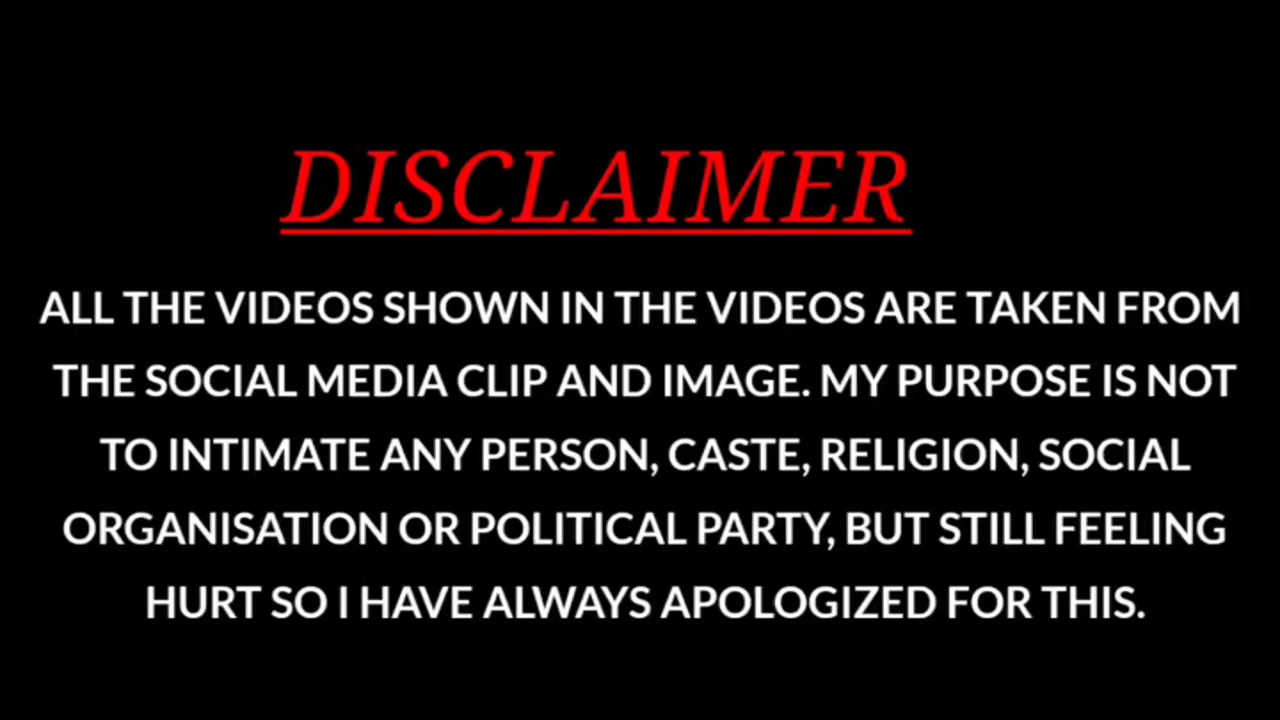 DISCLAIMER
ALL THE VIDEOS SHOWN IN THE VIDEOS ARE TAKEN FROM
THE SOCIAL MEDIA CLIP AND IMAGE. MY PURPOSE IS NOT
TO INTIMATE ANY PERSON, CASTE, RELIGION, SOCIAL
ORGANISATION OR POLITICAL PARTY, BUT STILL FEELING
HURT SO I HAVE ALWAYS APOLOGIZED FOR THIS.